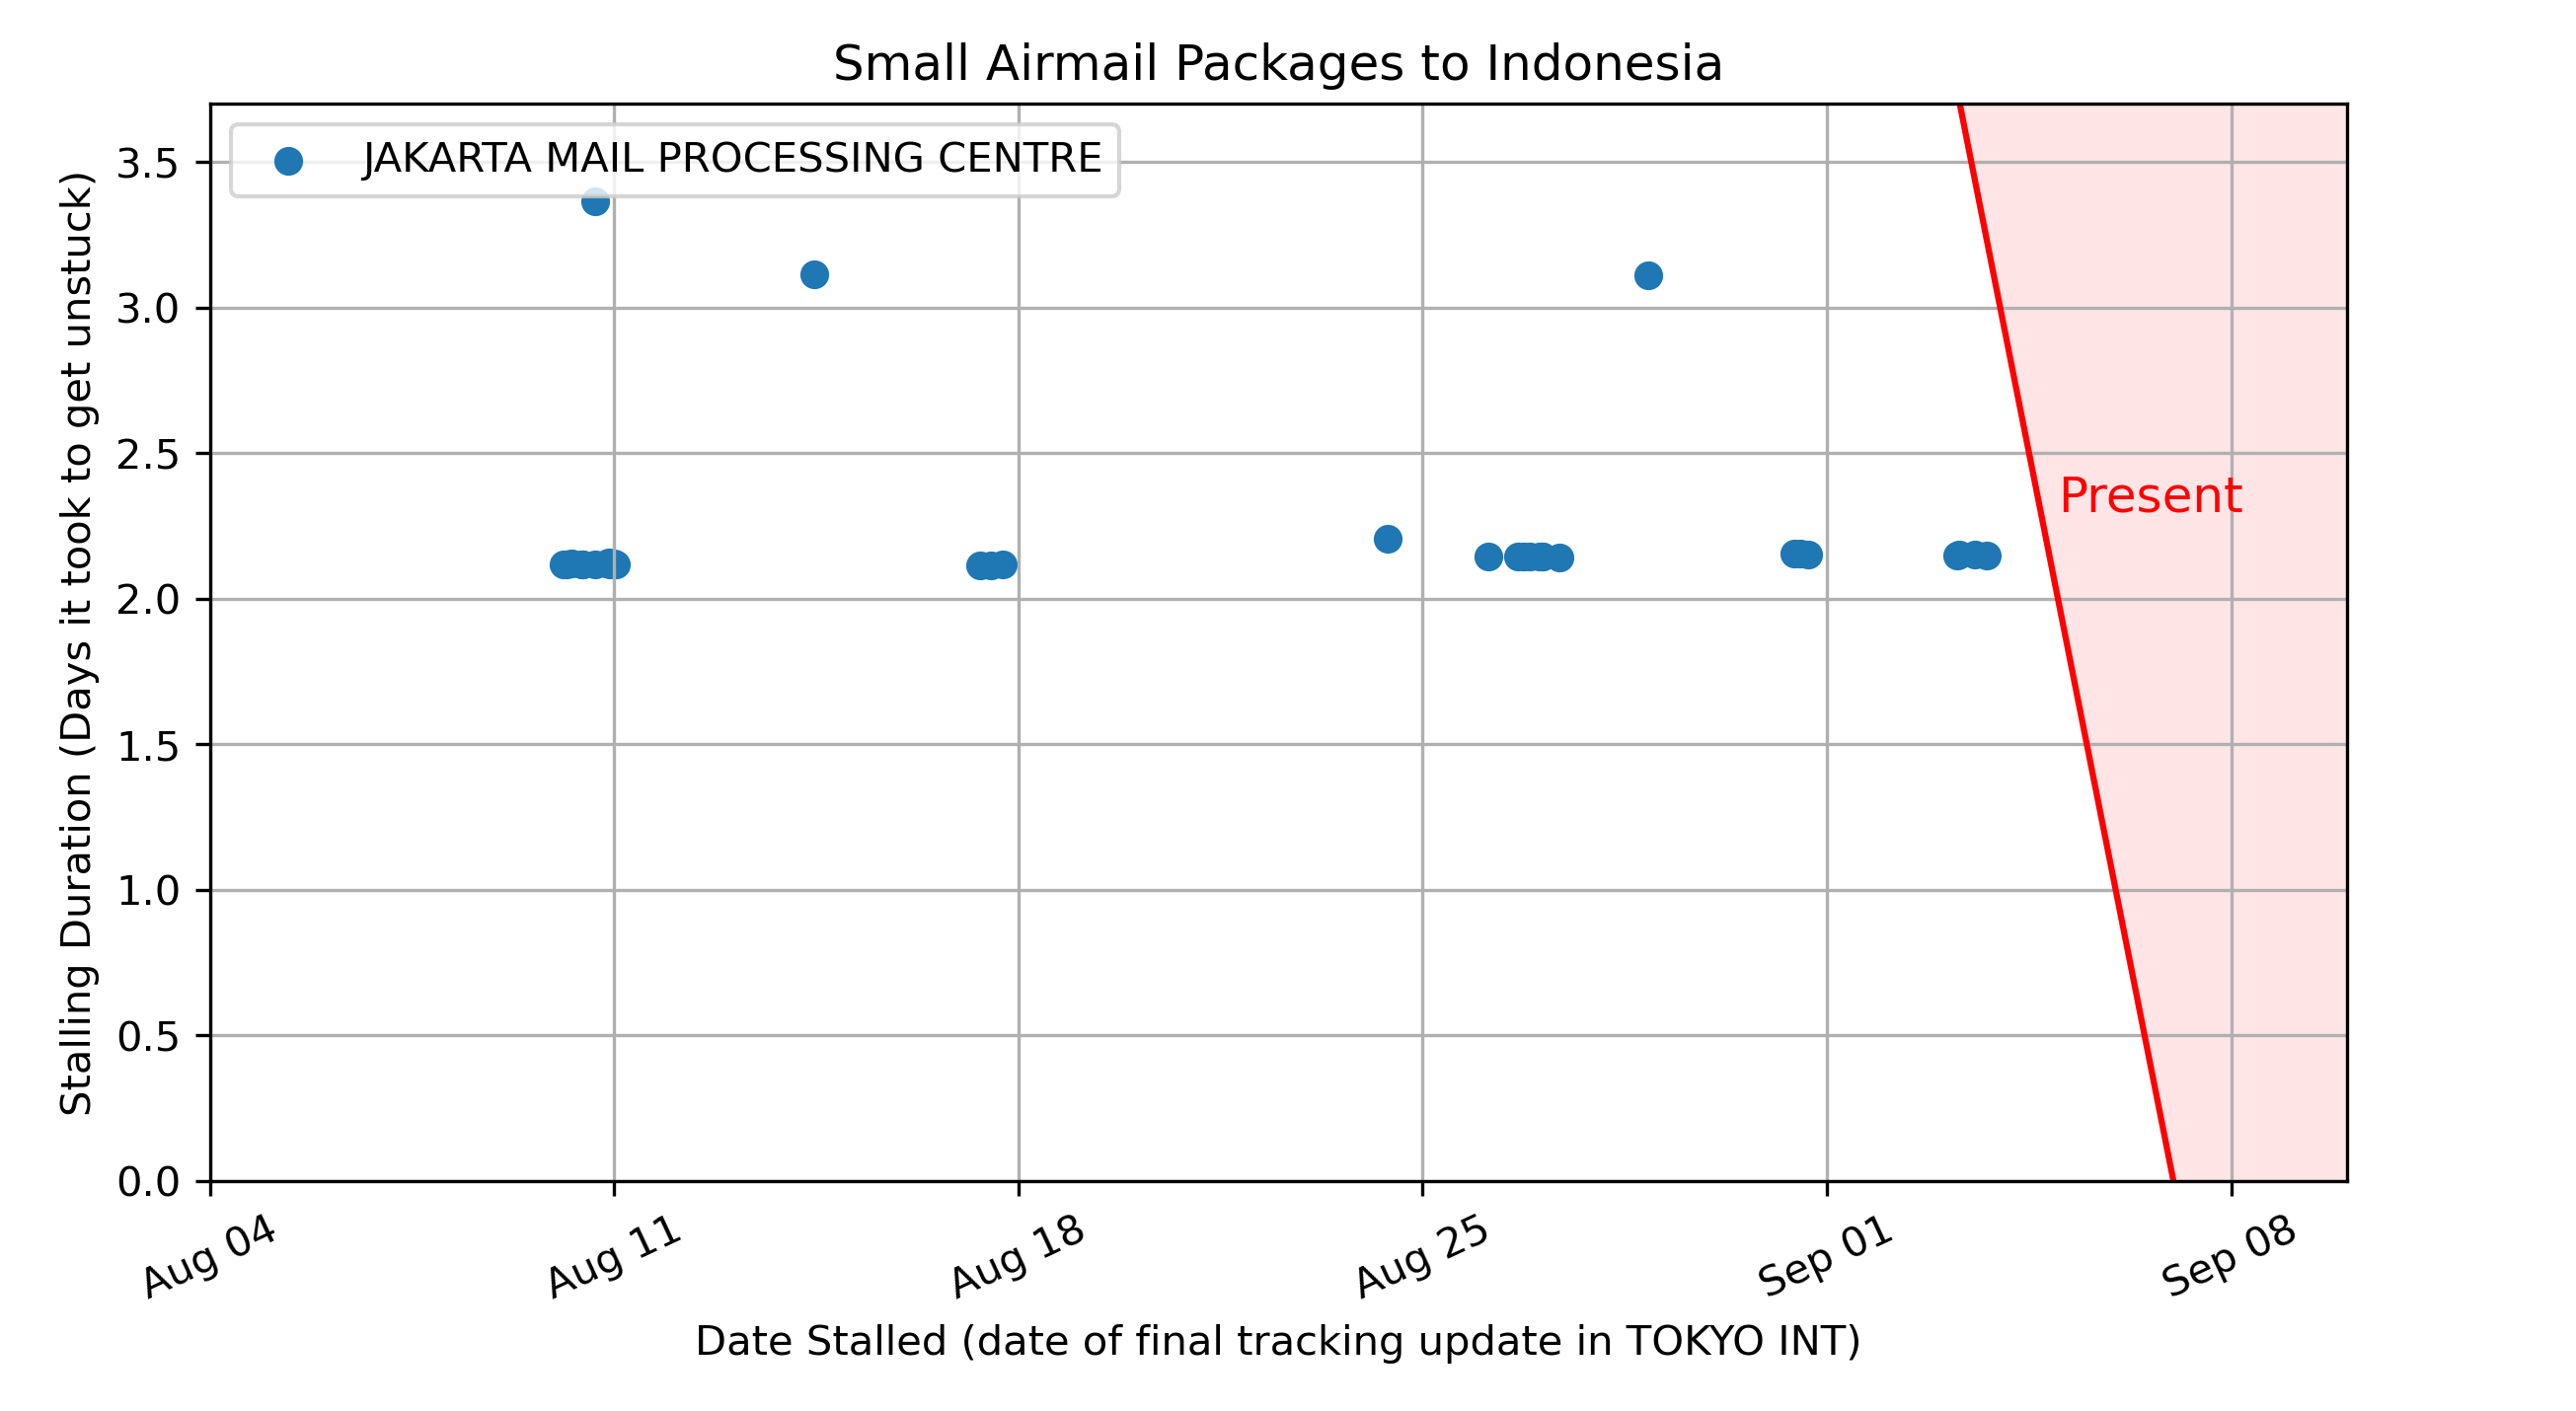 Small Airmail Packages to Indonesia
JAKARTA MAIL PROCESSING CENTRE
Stalling Duration (Days it took to get unstuck)
3.5
3.0
2.5
2.0
1.5
1.0
0.5
0.0
Present
Aug 04
Aug 11
Aug 18
Aug 25
Sep 01
Sep 08
Date Stalled (date of final tracking update in TOKYO INT)